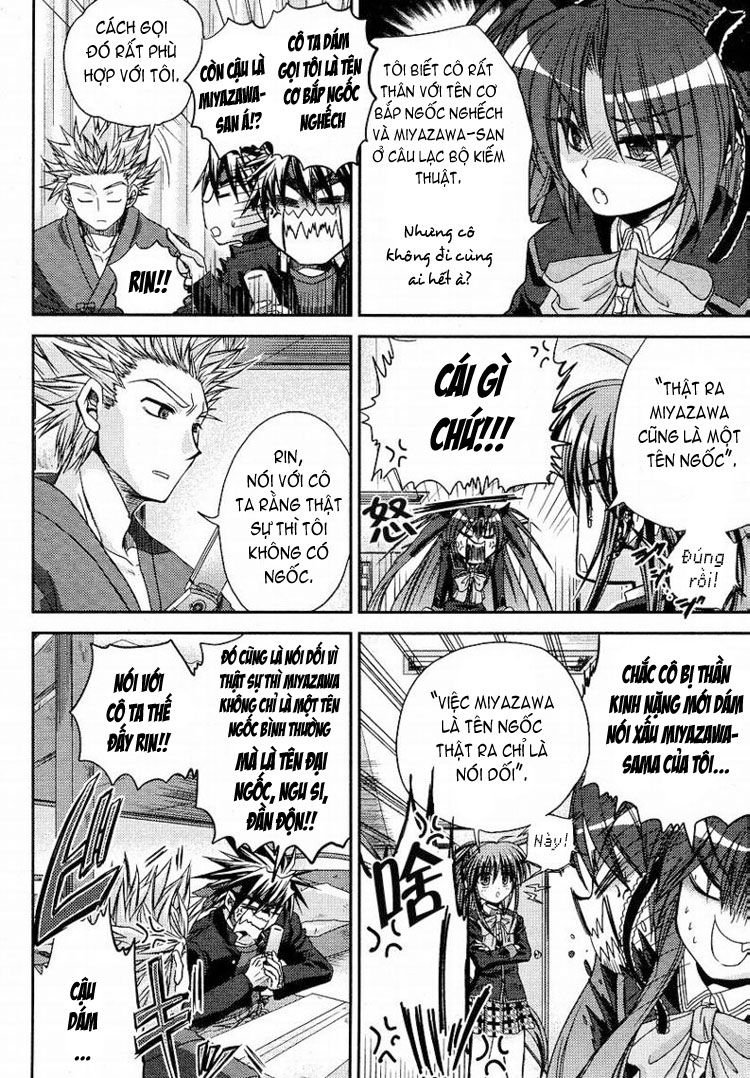 TÔI BIẾT CÔ RẤT
THÂN VỚI TÊN CƠ
BẮP NGỐC NGHẾCH
VÀ MIYAZAWA-SAN
Ở CÂU LẠC BỘ KIẾM
THUẬT.
Nhưng cô
không đi cùng
ai hết à?
CÔ TA DÁM
GỌI TÔI LÀ TÊN
CƠ BẮP NGỐC
NGHẾCH
CÒN CẬU LÀ
MIYAZAWA-
SAN Á!?
CÁCH GỌI
ĐÓ RẤT PHÙ
HỢP VỚI TÔI.
RIN!!
"THẬT RA
MIYAZAWA
CŨNG LÀ MỘT
TÊN NGỐC".
Đúng
rồi!
CÁI GÌ
CHỨ!!!
怒
RIN,
NÓI VỚI CÔ
TA RẰNG THẬT
SỰ THÌ TÔI
KHÔNG CÓ
NGỐC.
CHẮC CÔ BỊ THẦN
KINH NẶNG MỚI DÁM
NÓI XẤU MIYAZAWA-
SAMA CỦA TÔI...
"VIỆC MIYAZAWA
LÀ TÊN NGỐC
THẬT RA CHỈ LÀ
NÓI DỐI".
Này!
啥
ĐÓ CŨNG LÀ NÓI DỐI VÌ
THẬT SỰ THÌ MIYAZAWA
KHÔNG CHỈ LÀ MỘT TÊN
NGỐC BÌNH THƯỜNG
MÀ LÀ TÊN ĐẠI
NGỐC, NGU SI,
ĐẦN ĐỘN!!
NÓI VỚI
CÔ TA THẾ
ĐẤY RIN!!
CẬU
DÁM
...